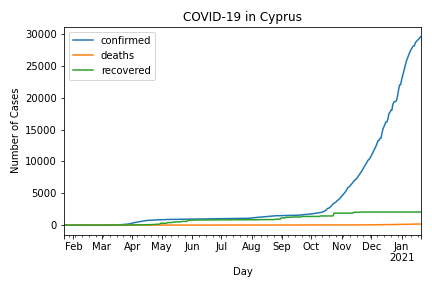 COVID-19 in Cyprus
confirmed
deaths
recovered
Number of Cases
30000
25000
20000
15000
10000
5000
0
Feb Mar Apr May Jun Jul Aug Sep Oct Nov Dec Jan
2021
Day